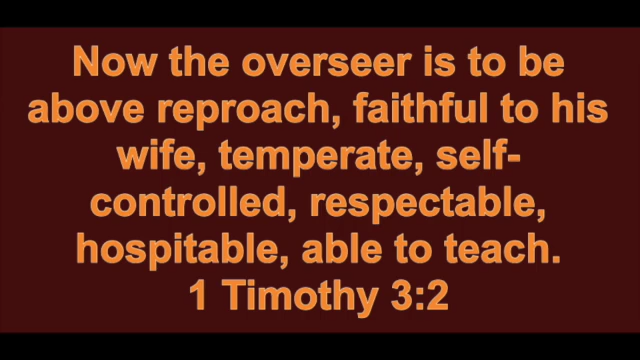 Now the overseer is to be
above reproach, faithful to his
wife, temperate, self-
controlled, respectable,
hospitable, able to teach.
1 Timothy 3:2